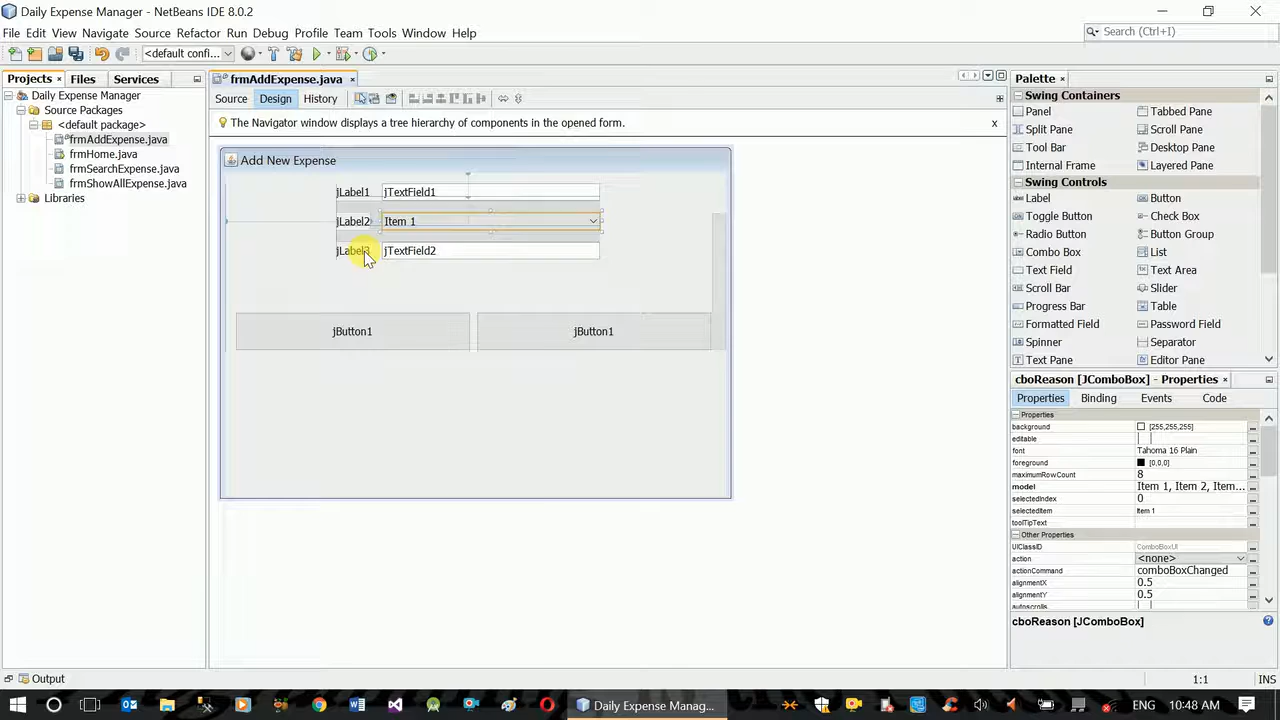 Daily Expense Manager - NetBeans IDE 8.0.2
File Edit View Navigate Source Refactor Run Debug Profile Team Tools Window Help
Search (Ctrl+I)
<default confi...
Projects Files Services
Daily Expense Manager
Source Packages
<default package>
frmAddExpense.java
frmHome.java
frmSearchExpense.java
frmShowAllExpense.java
Libraries
frmAddExpense.java
Source Design History
The Navigator window displays a tree hierarchy of components in the opened form.
Add New Expense
jLabel1 jTextField1
jLabel2 Item 1
jLabel3 jTextField2
jButton1 jButton1
Palette
Swing Containers
Panel Tabbed Pane
Split Pane Scroll Pane
Tool Bar Desktop Pane
Internal Frame Layered Pane
Swing Controls
Label Button
Toggle Button Check Box
Radio Button Button Group
Combo Box List
Text Field Text Area
Scroll Bar Slider
Progress Bar Table
Formatted Field Password Field
Spinner Separator
Text Pane Editor Pane
cboReason [JComboBox] - Properties
Properties Binding Events Code
Properties
background [255,255,255]
editable
font Tahoma 16 Plain
foreground [0,0,0]
maximumRowCount 8
model Item 1, Item 2, Item...
selectedIndex 0
selectedItem Item 1
toolTipText
Other Properties
UIClassID ComboBoxUI
action <none>
actionCommand comboBoxChanged
alignmentX 0.5
alignmentY 0.5
autoscrolls
cboReason [JComboBox]
Output
1:1 INS
Daily Expense Manag...
ENG 10:48 AM